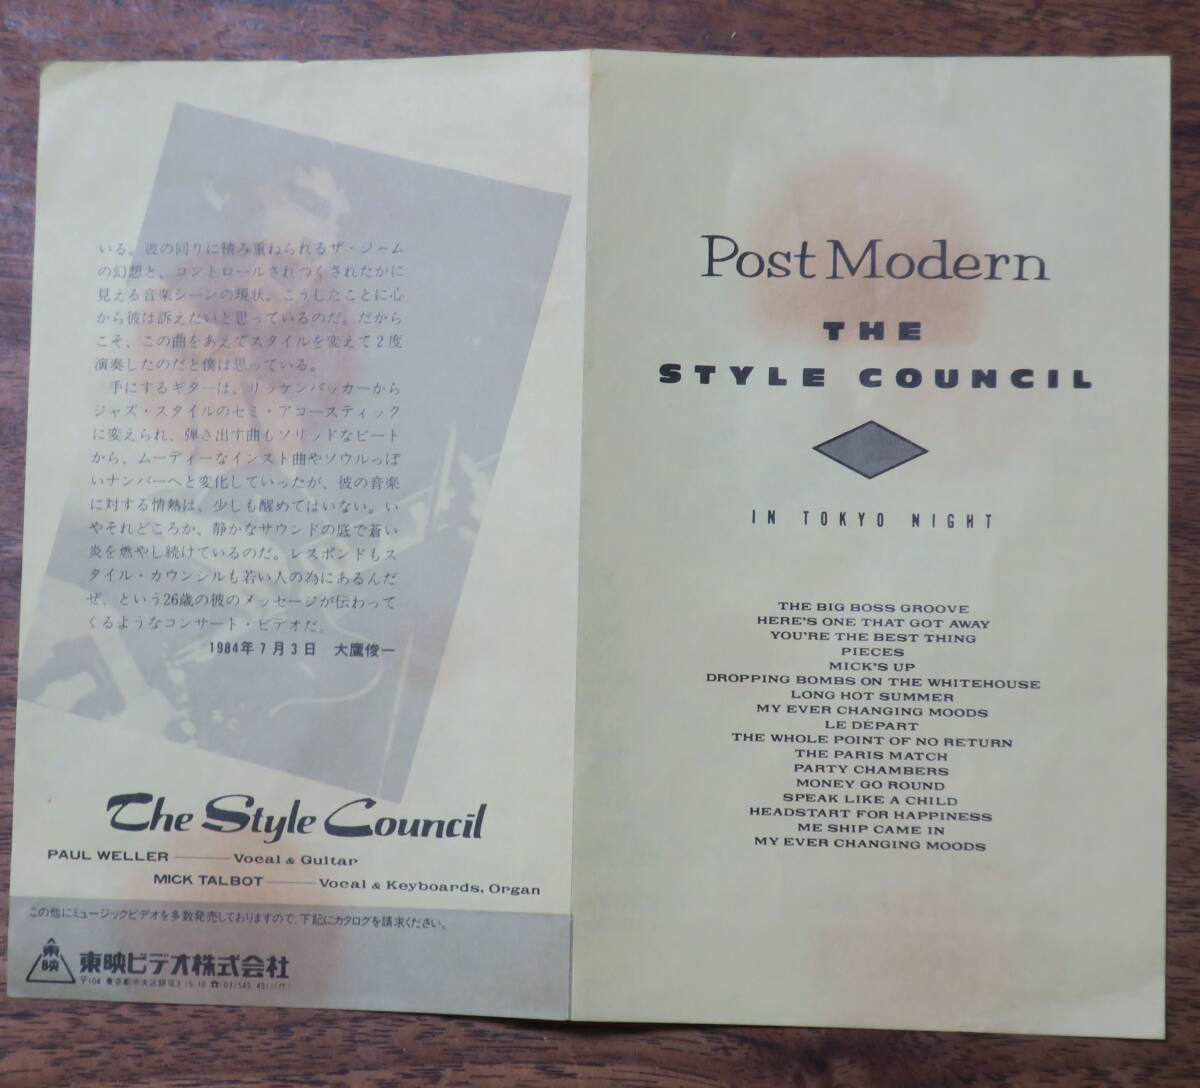 いる。彼の回りに積み重ねられるザ・ジャム
の幻想と、コントロールされつくされたかに
見える音楽シーンの現状。こうしたことに心
から彼は訴えたいと思っているのだ。だから
こそ、この曲をあえてスタイルを変えて2度
演奏したのだと僕は思っている。
手にするギターは、リッケンバッカーから
ジャズ・スタイルのセミ・アコースティック
に変えられ、弾き出す曲もソリッドなビート
から、ムーディーなインスト曲やソウルっぽ
いナンバーへと変化していったが、彼の音楽
に対する情熱は、少しも醒めてはいない。い
やそれどころか、静かなサウンドの底で蒼い
炎を燃やし続けているのだ。レスポンドもス
タイル・カウンシルも若い人の為にあるんだ
ぜ、という26歳の彼のメッセージが伝わって
くるようなコンサート・ビデオだ。
1984年7月3日 大鷹俊一
The Style Council
PAUL WELLER ―― Vocal & Guitar
MICK TALBOT ―― Vocal & Keyboards, Organ
この他にミュージックビデオを多数発売しておりますので、下記にカタログを請求ください。
東映
東映ビデオ株式会社
〒104 東京都中央区銀座3-15-10 ☎03(545)4511(代)
Post Modern
THE
STYLE COUNCIL
IN TOKYO NIGHT
THE BIG BOSS GROOVE
HERE'S ONE THAT GOT AWAY
YOU'RE THE BEST THING
PIECES
MICK'S UP
DROPPING BOMBS ON THE WHITEHOUSE
LONG HOT SUMMER
MY EVER CHANGING MOODS
LE DÉPART
THE WHOLE POINT OF NO RETURN
THE PARIS MATCH
PARTY CHAMBERS
MONEY GO ROUND
SPEAK LIKE A CHILD
HEADSTART FOR HAPPINESS
ME SHIP CAME IN
MY EVER CHANGING MOODS